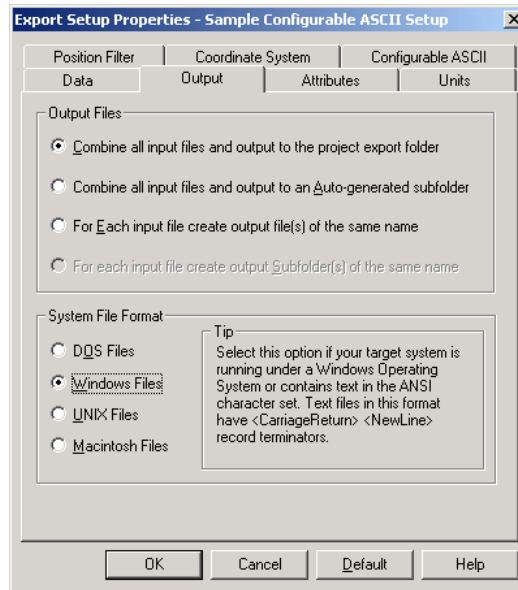 Export Setup Properties - Sample Configurable ASCII Setup
Position Filter
Coordinate System
Configurable ASCII
Data
Output
Attributes
Units
Output Files
Combine all input files and output to the project export folder
Combine all input files and output to an Auto-generated subfolder
For Each input file create output file(s) of the same name
For each input file create output Subfolder(s) of the same name
System File Format
DOS Files
Windows Files
UNIX Files
Macintosh Files
Tip
Select this option if your target system is
running under a Windows Operating
System or contains text in the ANSI
character set. Text files in this format
have <CarriageReturn> <NewLine>
record terminators.
OK
Cancel
Default
Help